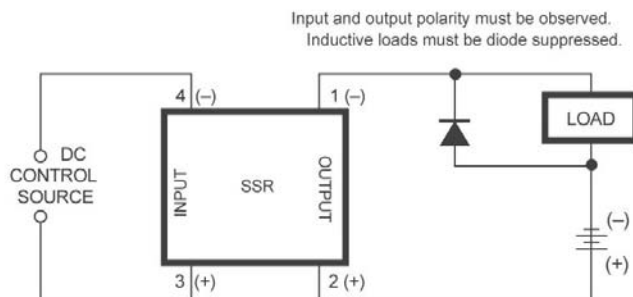 Input and output polarity must be observed.
Inductive loads must be diode suppressed.
4 (–)
1 (–)
DC
CONTROL
SOURCE
INPUT
SSR
OUTPUT
LOAD
(–)
(+)
3 (+)
2 (+)